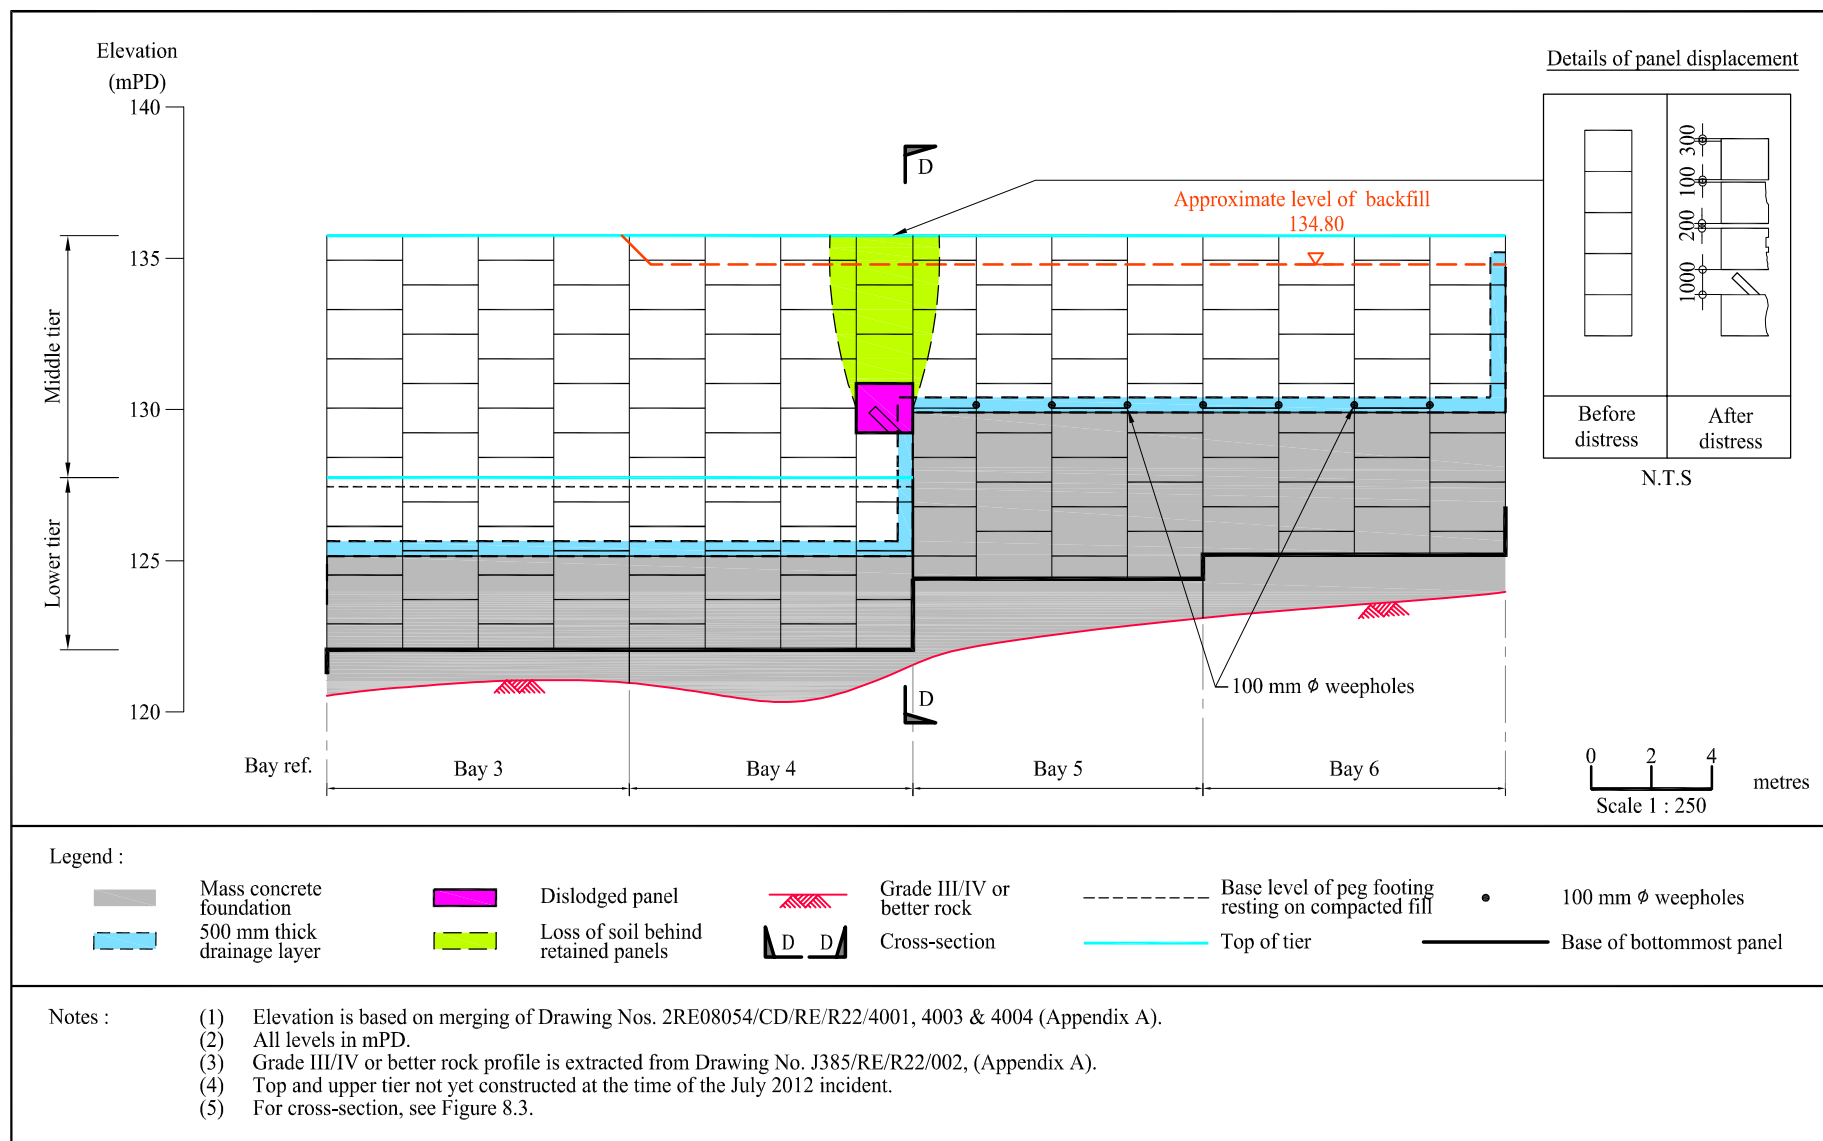 Elevation
(mPD)
140
135
130
125
120
Middle tier
Lower tier
D
D
Approximate level of backfill
134.80
100 mm ϕ weepholes
Bay ref.
Bay 3
Bay 4
Bay 5
Bay 6
Details of panel displacement
300
100
200
1000
Before
distress
After
distress
N.T.S
0 2 4
metres
Scale 1 : 250
Legend :
Mass concrete
foundation
500 mm thick
drainage layer
Dislodged panel
Loss of soil behind
retained panels
Grade III/IV or
better rock
D D
Cross-section
Base level of peg footing
resting on compacted fill
Top of tier
100 mm ϕ weepholes
Base of bottommost panel
Notes :
(1) Elevation is based on merging of Drawing Nos. 2RE08054/CD/RE/R22/4001, 4003 & 4004 (Appendix A).
(2) All levels in mPD.
(3) Grade III/IV or better rock profile is extracted from Drawing No. J385/RE/R22/002, (Appendix A).
(4) Top and upper tier not yet constructed at the time of the July 2012 incident.
(5) For cross-section, see Figure 8.3.